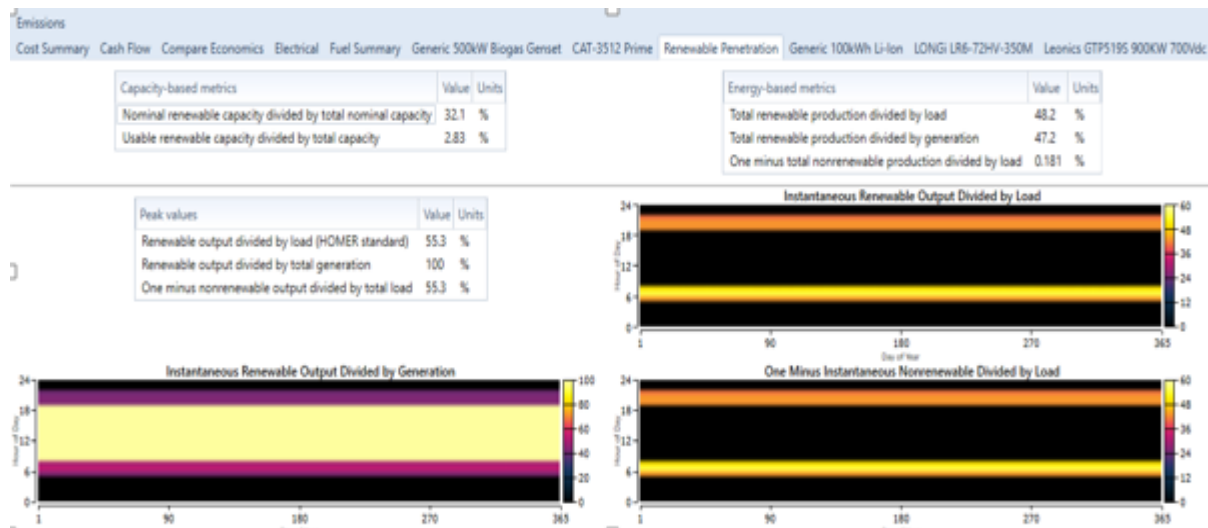 Emissions
Cost Summary Cash Flow Compare Economics Electrical Fuel Summary Generic 500kW Biogas Genset CAT-3512 Prime Renewable Penetration Generic 100kWh Li-Ion LONGi LR6-72HV-350M Leonics GTP519S 900KW 700Vdc
Capacity-based metrics Value Units
Nominal renewable capacity divided by total nominal capacity 32.1 %
Usable renewable capacity divided by total capacity 2.83 %
Energy-based metrics Value Units
Total renewable production divided by load 48.2 %
Total renewable production divided by generation 47.2 %
One minus total nonrenewable production divided by load 0.181 %
Peak values Value Units
Renewable output divided by load (HOMER standard) 55.3 %
Renewable output divided by total generation 100 %
One minus nonrenewable output divided by total load 55.3 %
Instantaneous Renewable Output Divided by Load
Hour of Day
24
18
12
6
0
1 90 180 270 365
Day of Year
60
48
36
24
12
0
Instantaneous Renewable Output Divided by Generation
Hour of Day
24
18
12
6
0
1 90 180 270 365
100
80
60
40
20
0
One Minus Instantaneous Nonrenewable Divided by Load
Hour of Day
24
18
12
6
0
1 90 180 270 365
60
48
36
24
12
0